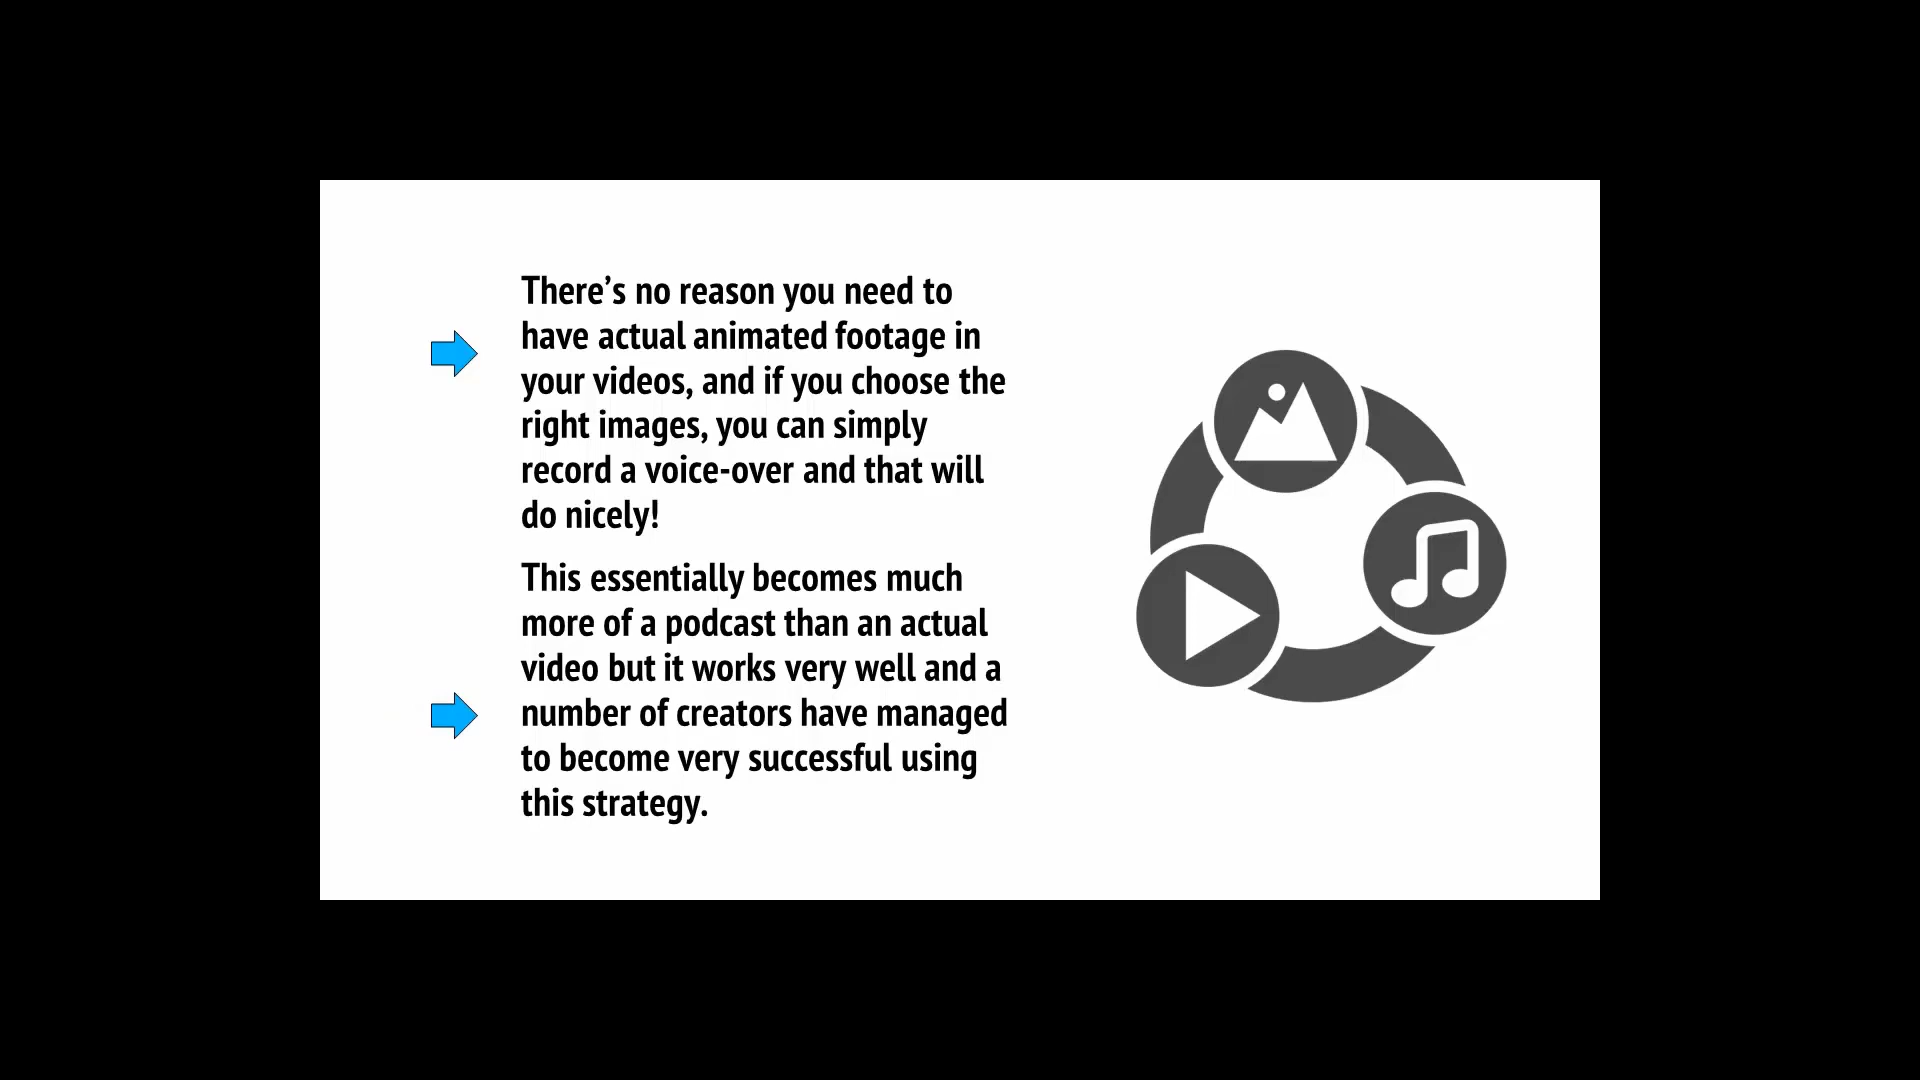 There’s no reason you need to
have actual animated footage in
your videos, and if you choose the
right images, you can simply
record a voice-over and that will
do nicely!
This essentially becomes much
more of a podcast than an actual
video but it works very well and a
number of creators have managed
to become very successful using
this strategy.